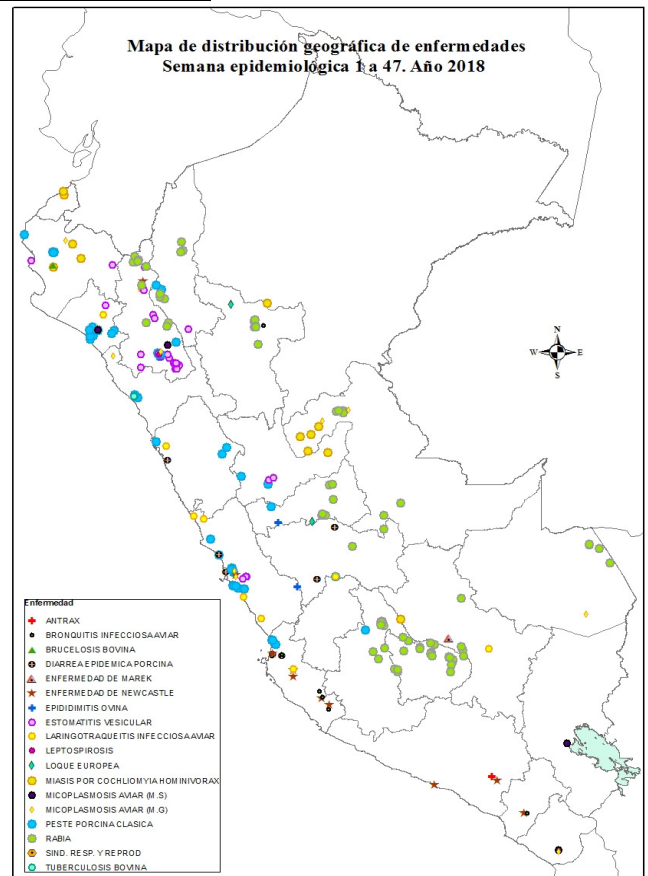 Mapa de distribución geográfica de enfermedades
Semana epidemiológica 1 a 47. Año 2018
N
W E
S
Enfermedad
ANTRAX
BRONQUITIS INFECCIOSA AVIAR
BRUCELOSIS BOVINA
DIARREA EPIDEMICA PORCINA
ENFERMEDAD DE MAREK
ENFERMEDAD DE NEWCASTLE
EPIDIDIMITIS OVINA
ESTOMATITIS VESICULAR
LARINGOTRAQUEITIS INFECCIOSA AVIAR
LEPTOSPIROSIS
LOQUE EUROPEA
MIASIS POR COCHLIOMYIA HOMINIVORAX
MICOPLASMOSIS AVIAR (M.S)
MICOPLASMOSIS AVIAR (M.G)
PESTE PORCINA CLASICA
RABIA
SIND. RESP. Y REPROD
TUBERCULOSIS BOVINA